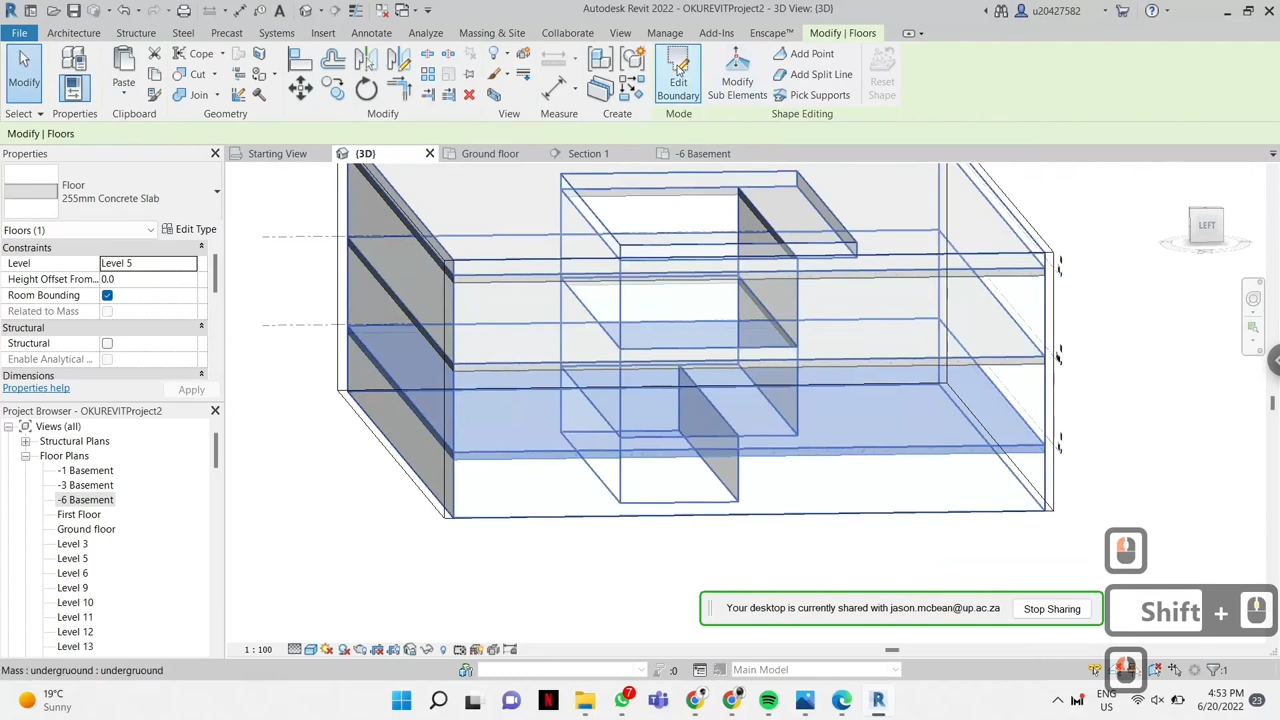 Autodesk Revit 2022 - OKUREVITProject2 - 3D View: {3D}
u20427582
File
Architecture
Structure
Steel
Precast
Systems
Insert
Annotate
Analyze
Massing & Site
Collaborate
View
Manage
Add-Ins
Enscape™
Modify | Floors
Modify
Paste
Cope
Cut
Join
Edit Boundary
Modify Sub Elements
Add Point
Add Split Line
Pick Supports
Reset Shape
Select
Properties
Clipboard
Geometry
Modify
View
Measure
Create
Mode
Shape Editing
Modify | Floors
Properties
Starting View
{3D}
Ground floor
Section 1
-6 Basement
Floor
255mm Concrete Slab
Floors (1)
Edit Type
Constraints
Level
Level 5
Height Offset From...
0.0
Room Bounding
Related to Mass
Structural
Structural
Enable Analytical ...
Dimensions
Properties help
Apply
Project Browser - OKUREVITProject2
Views (all)
Structural Plans
Floor Plans
-1 Basement
-3 Basement
-6 Basement
First Floor
Ground floor
Level 3
Level 5
Level 6
Level 9
Level 10
Level 11
Level 12
Level 13
LEFT
Your desktop is currently shared with jason.mcbean@up.ac.za
Stop Sharing
Shift +
1 : 100
Mass : underguound : underguound
:0
Main Model
:1
19°C
Sunny
7
ENG
US
4:53 PM
6/20/2022
23